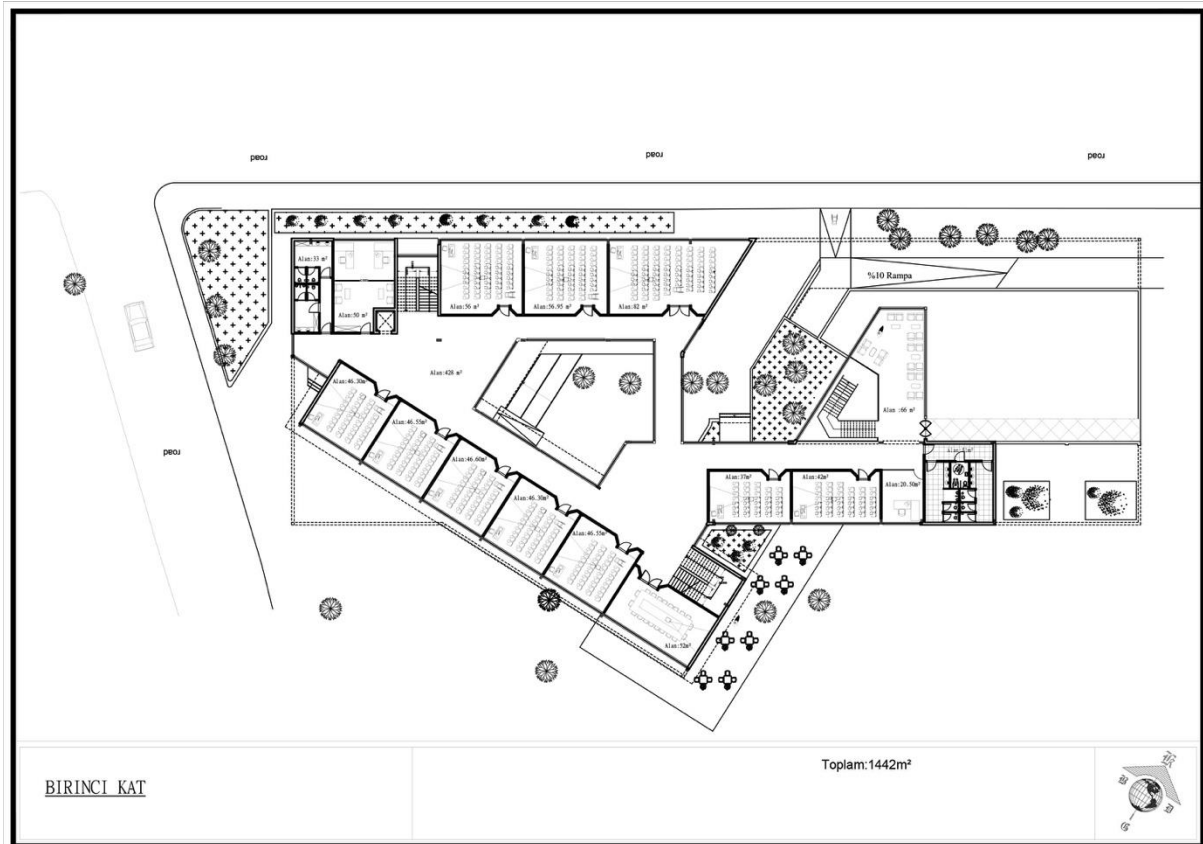 road
road
road
Alan:33 m²
Alan:50 m²
Alan:56 m²
Alan:56.95 m²
Alan:82 m²
%10 Rampa
Alan:428 m²
Alan:46.30m²
Alan:46.55m²
Alan:46.60m²
Alan:46.30m²
Alan:46.55m²
Alan:52m²
Alan :66 m²
Alan:37m²
Alan:42m²
Alan:20.50m²
road
BIRINCI KAT
Toplam:1442m²
K
B
D
G